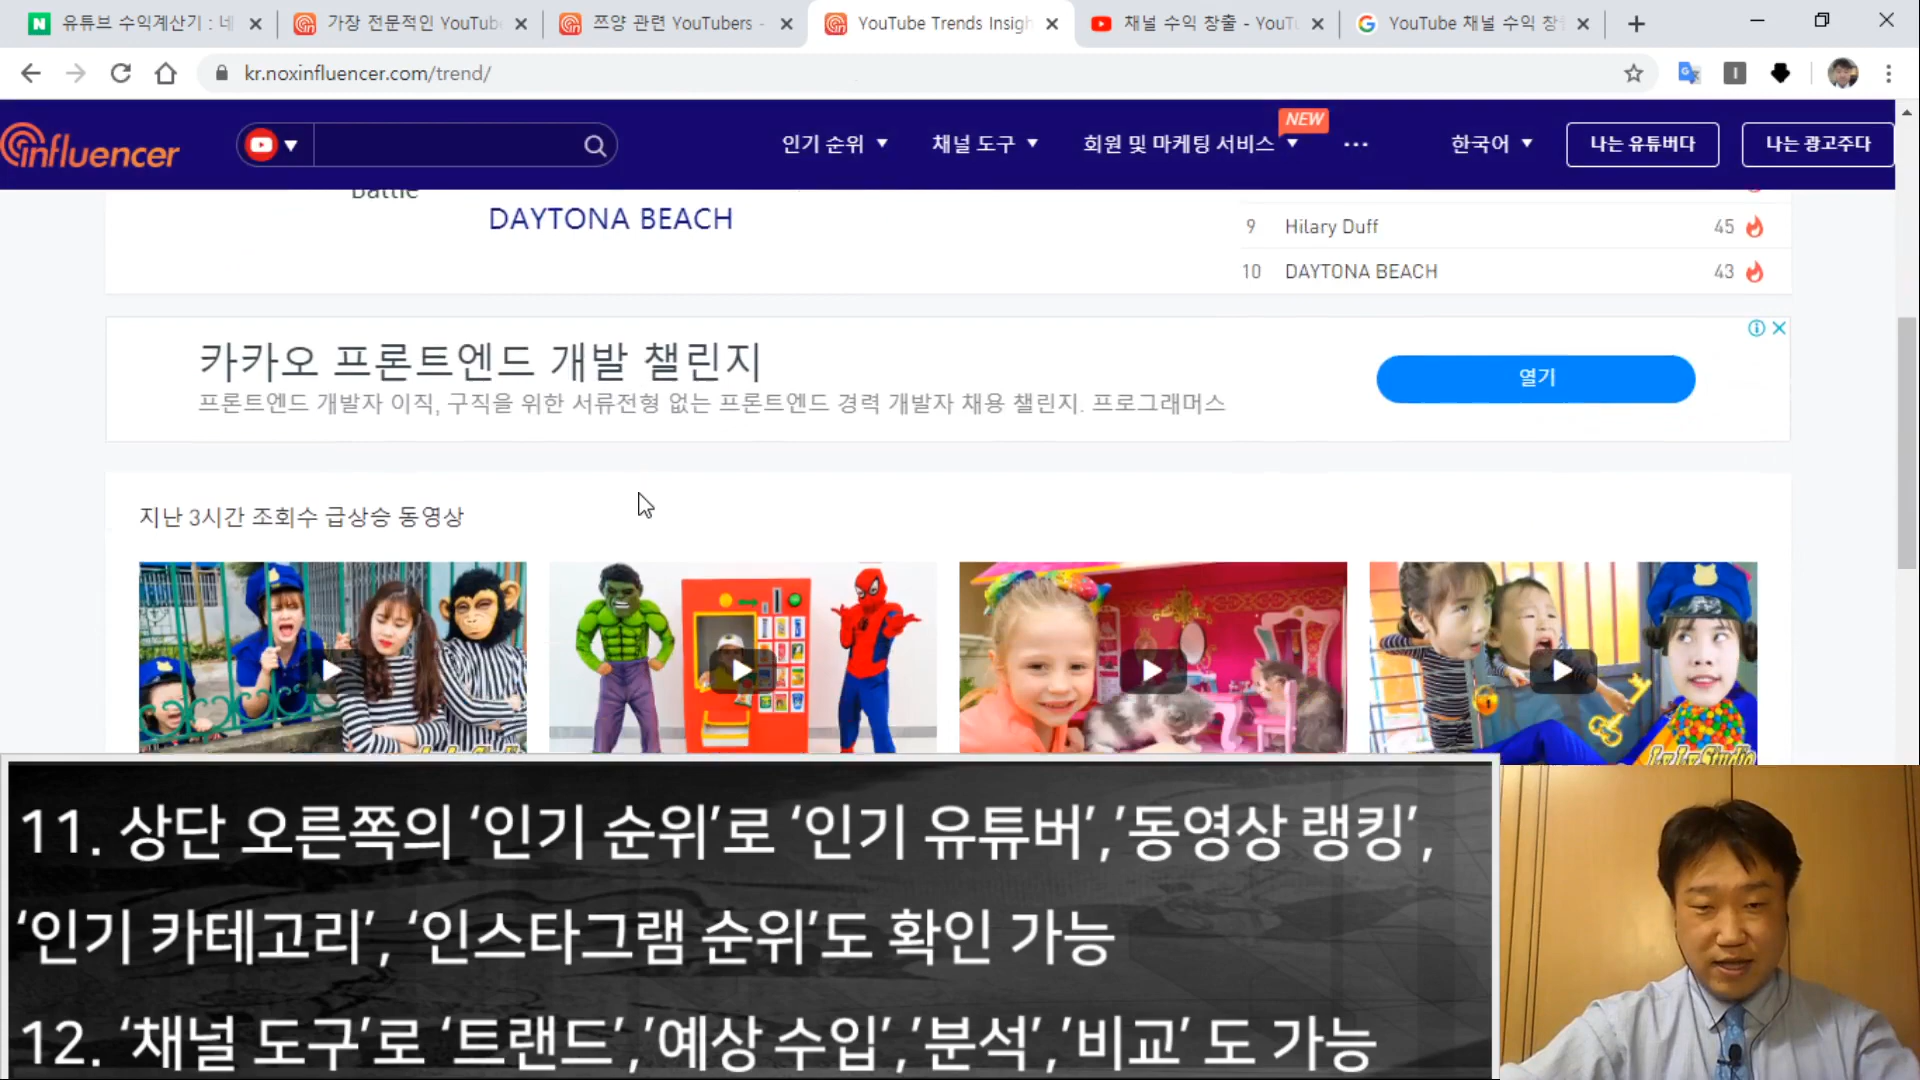 유튜브 수익계산기 : 네
가장 전문적인 YouTube
쯔양 관련 YouTubers -
YouTube Trends Insigh
채널 수익 창출 - YouTu
YouTube 채널 수익 창
kr.noxinfluencer.com/trend/
influencer
인기 순위
채널 도구
회원 및 마케팅 서비스
NEW
한국어
나는 유튜버다
나는 광고주다
Battle
DAYTONA BEACH
9 Hilary Duff 45
10 DAYTONA BEACH 43
카카오 프론트엔드 개발 챌린지
프론트엔드 개발자 이직, 구직을 위한 서류전형 없는 프론트엔드 경력 개발자 채용 챌린지. 프로그래머스
열기
지난 3시간 조회수 급상승 동영상
11. 상단 오른쪽의 ‘인기 순위’로 ‘인기 유튜버’,’동영상 랭킹’,
‘인기 카테고리’, ‘인스타그램 순위’도 확인 가능
12. ‘채널 도구’로 ‘트랜드’,’예상 수입’,’분석’,’비교’ 도 가능